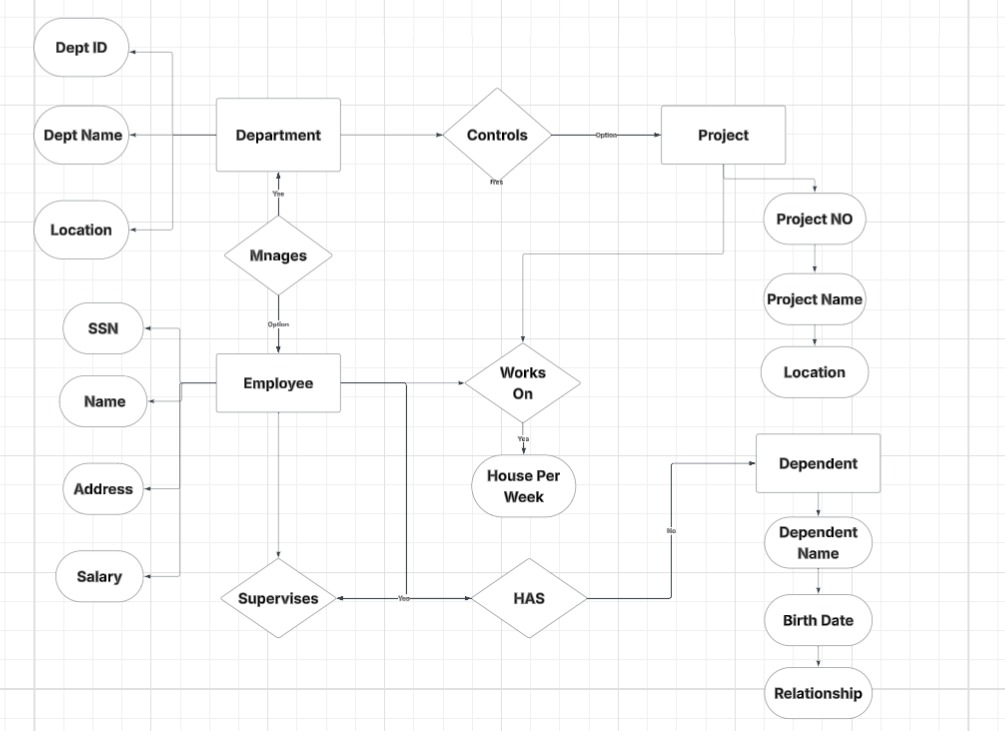 Dept ID
Dept Name
Department
Controls
Option
Project
Yes
Location
Project NO
Mnages
Project Name
Option
SSN
Employee
Works
On
Location
Name
Yes
House Per
Week
Dependent
Address
No
Dependent
Name
Salary
Supervises
Yes
HAS
Birth Date
Relationship